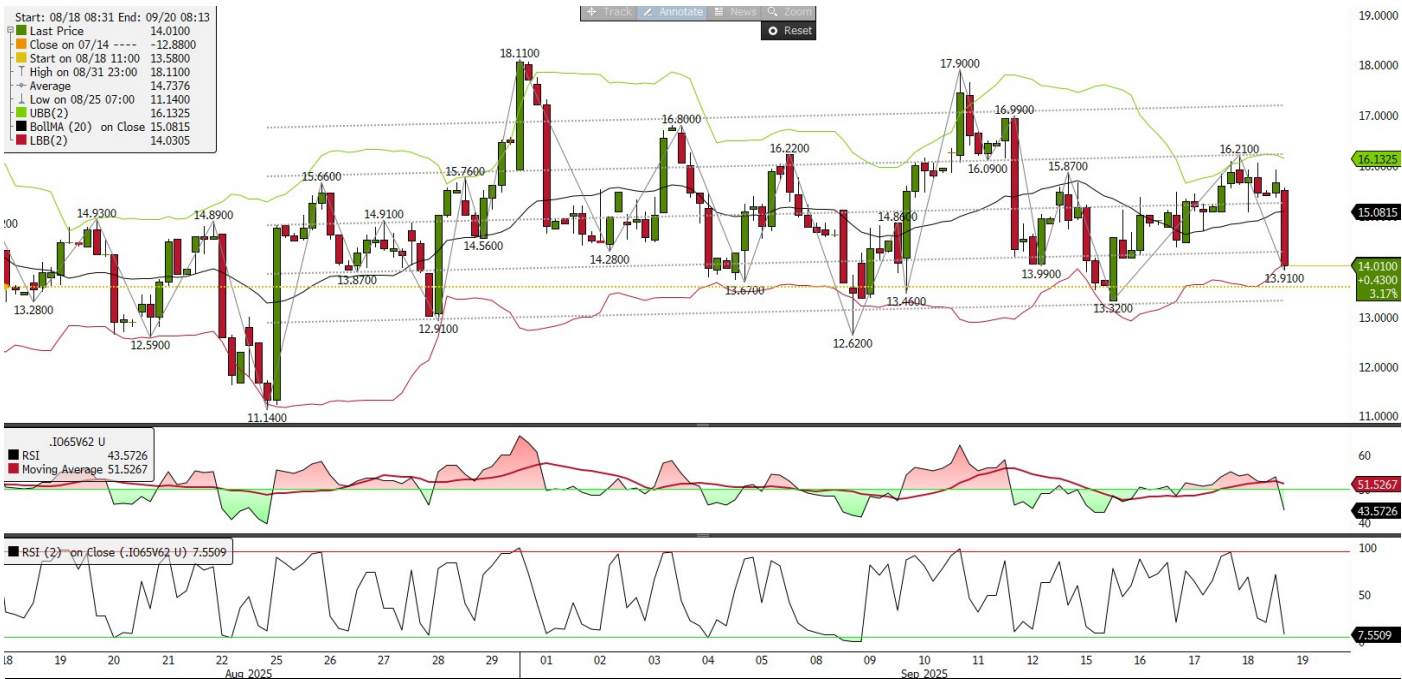 Start: 08/18 08:31 End: 09/20 08:13
Last Price 14.0100
Close on 07/14 ---- -12.8800
Start on 08/18 11:00 13.5800
High on 08/31 23:00 18.1100
Average 14.7376
Low on 08/25 07:00 11.1400
UBB(2) 16.1325
BollMA (20) on Close 15.0815
LBB(2) 14.0305
Track Annotate News Zoom
Reset
19.0000
18.1100
18.0000
17.9000
17.0000
16.9900
16.8000
16.2200
16.2100
16.1325
16.0900
15.8700
15.7600
15.6600
15.0815
14.9300
14.8900
14.9100
14.8600
14.5600
14.2800
14.0100
+0.4300
3.17%
13.9900
13.9100
13.8700
13.6700
13.4600
13.3200
13.2800
13.0000
12.9100
12.6200
12.5900
12.0000
11.1400
11.0000
.IO65V62 U
RSI 43.5726
Moving Average 51.5267
60
51.5267
43.5726
40
RSI (2) on Close (.IO65V62 U) 7.5509
100
50
7.5509
18 19 20 21 22 25 26 27 28 29 01 02 03 04 05 08 09 10 11 12 15 16 17 18 19
Aug 2025 Sep 2025